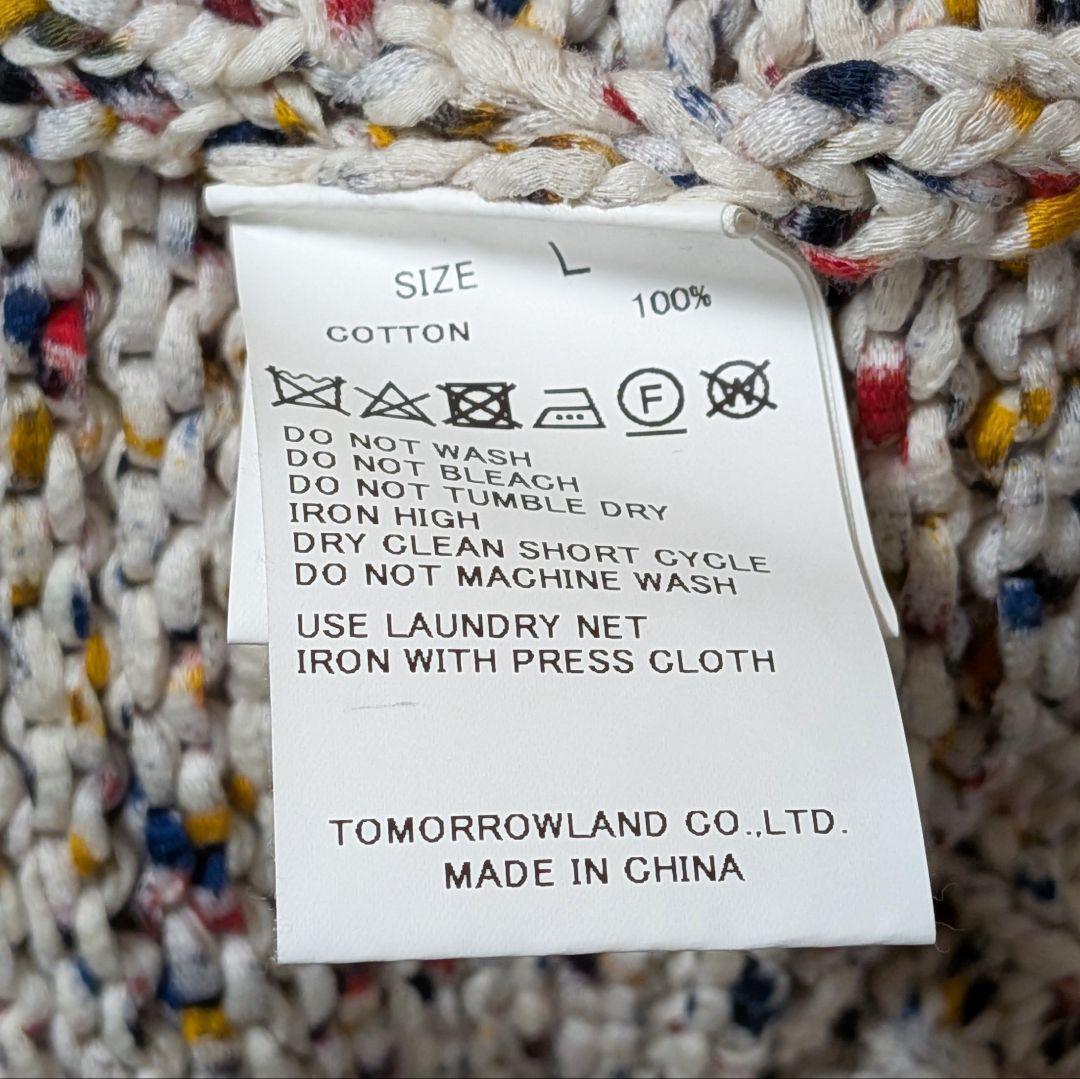 SIZE L
COTTON 100%
F W
DO NOT WASH
DO NOT BLEACH
DO NOT TUMBLE DRY
IRON HIGH
DRY CLEAN SHORT CYCLE
DO NOT MACHINE WASH
USE LAUNDRY NET
IRON WITH PRESS CLOTH
TOMORROWLAND CO.,LTD.
MADE IN CHINA